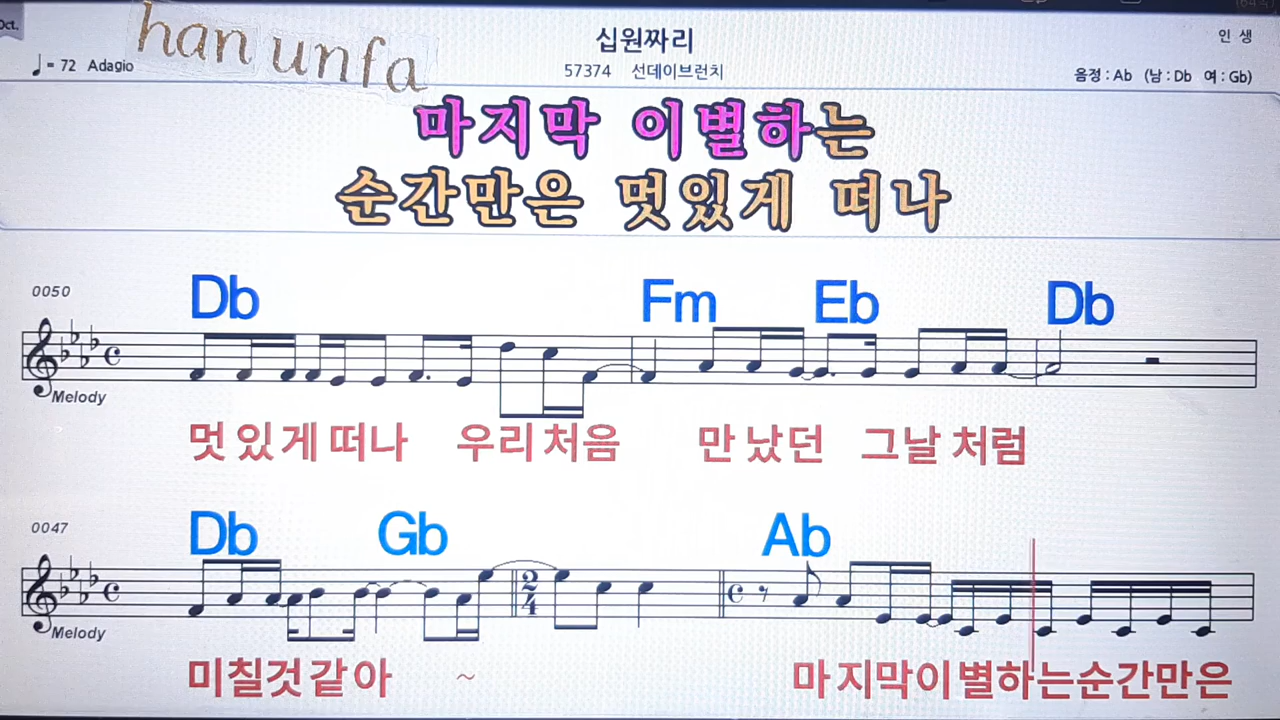 Oct.
han unfa
십원짜리
인 생
♩= 72 Adagio
57374 선데이브런치
음정 : Ab (남 : Db 여 : Gb)
마지막 이별하는
순간만은 멋있게 떠나
0050
Db Fm Eb Db
c
Melody
멋있게떠나 우리처음 만났던 그날처럼
0047
Db Gb Ab
c 2/4 c
Melody
미칠것같아 ~ 마지막이별하는순간만은